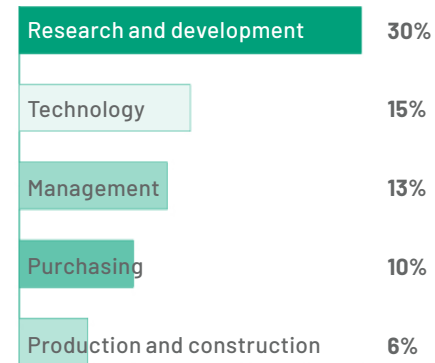 Research and development 30%
Technology 15%
Management 13%
Purchasing 10%
Production and construction 6%